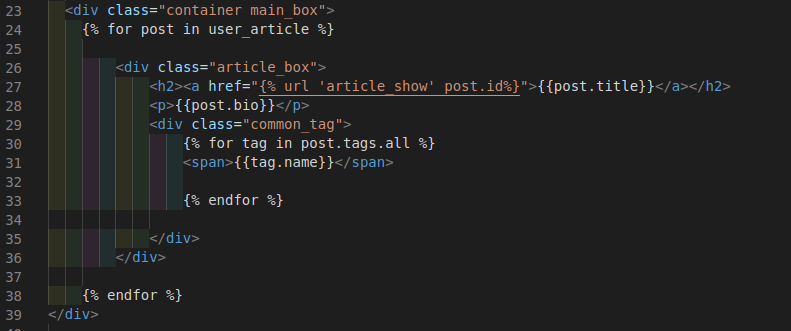 23 <div class="container main_box">
24 {% for post in user_article %}
25
26 <div class="article_box">
27 <h2><a href="{% url 'article_show' post.id%}">{{post.title}}</a></h2>
28 <p>{{post.bio}}</p>
29 <div class="common_tag">
30 {% for tag in post.tags.all %}
31 <span>{{tag.name}}</span>
32
33 {% endfor %}
34
35 </div>
36 </div>
37
38 {% endfor %}
39 </div>